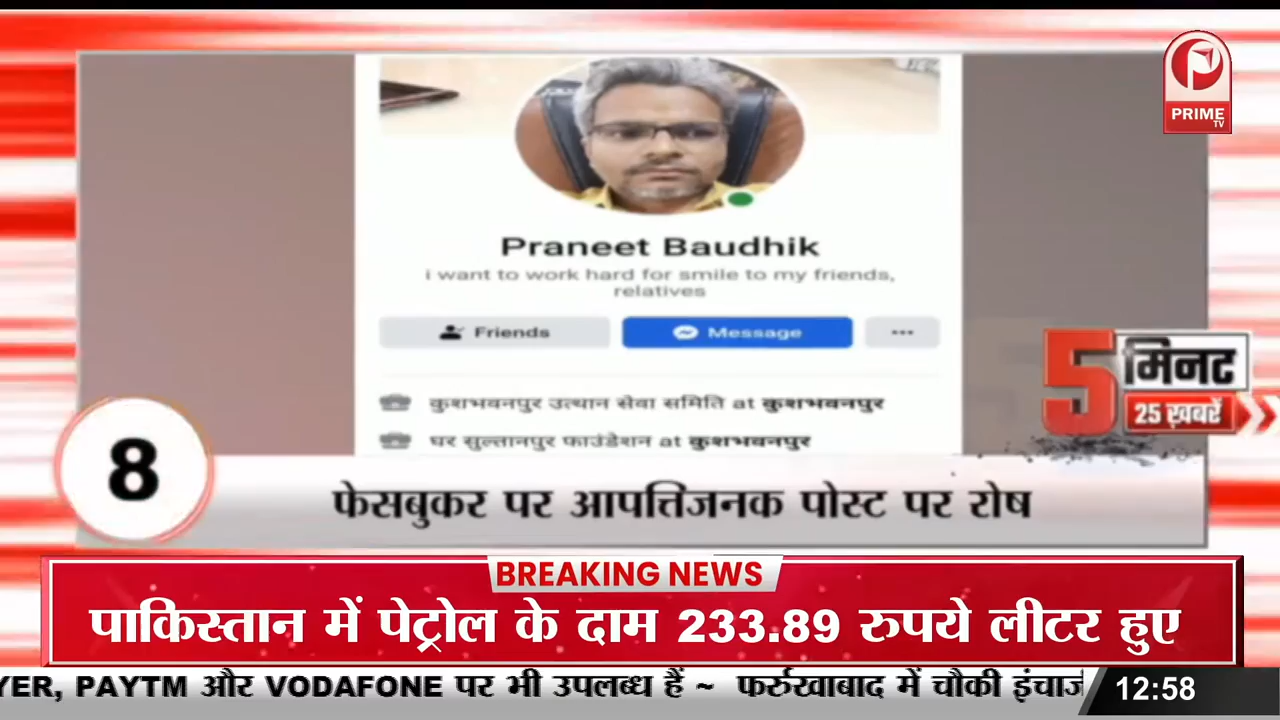 PRIME
TV
Praneet Baudhik
i want to work hard for smile to my friends,
relatives
Friends
Message
कुशभवनपुर उत्थान सेवा समिति at कुशभवनपुर
घर सुल्तानपुर फाउंडेशन at कुशभवनपुर
5 मिनट
25 ख़बरें
8
फेसबुकर पर आपत्तिजनक पोस्ट पर रोष
BREAKING NEWS
पाकिस्तान में पेट्रोल के दाम 233.89 रुपये लीटर हुए
YER, PAYTM और VODAFONE पर भी उपलब्ध हैं ~ फर्रुखाबाद में चौकी इंचार्ज
12:58